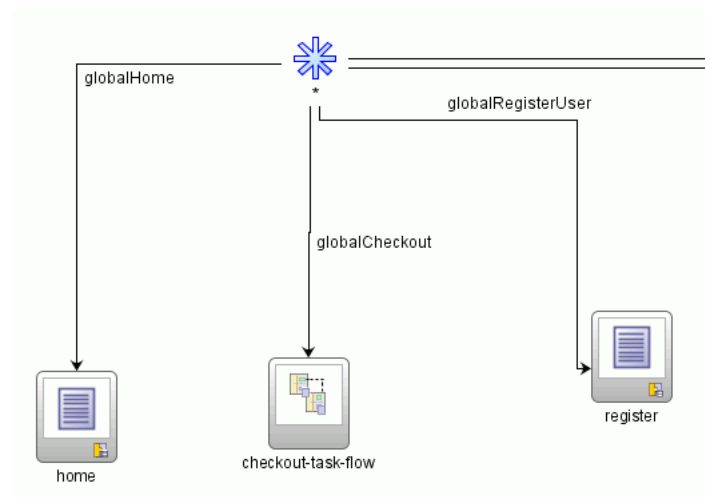 globalHome
*
globalRegisterUser
globalCheckout
home
checkout-task-flow
register